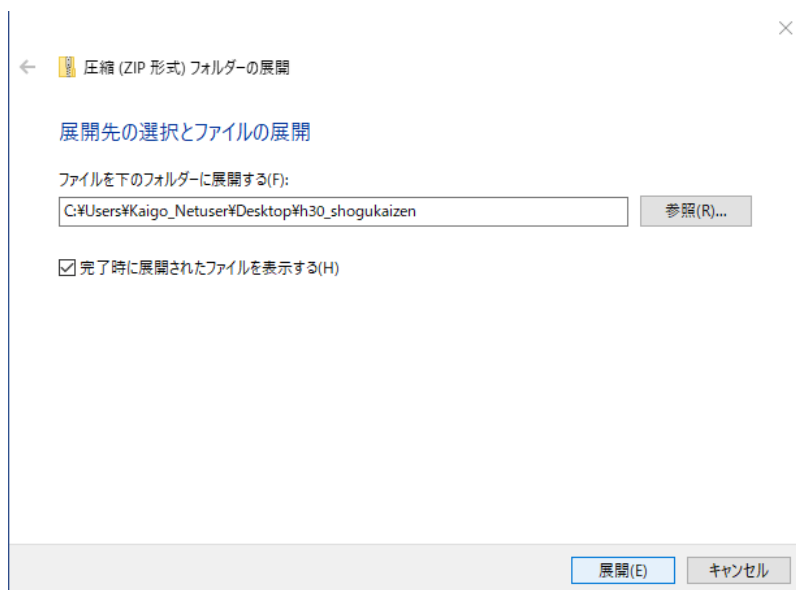 圧縮 (ZIP 形式) フォルダーの展開
展開先の選択とファイルの展開
ファイルを下のフォルダーに展開する(F):
C:¥Users¥Kaigo_Netuser¥Desktop¥h30_shogukaizen
参照(R)...
完了時に展開されたファイルを表示する(H)
展開(E)
キャンセル